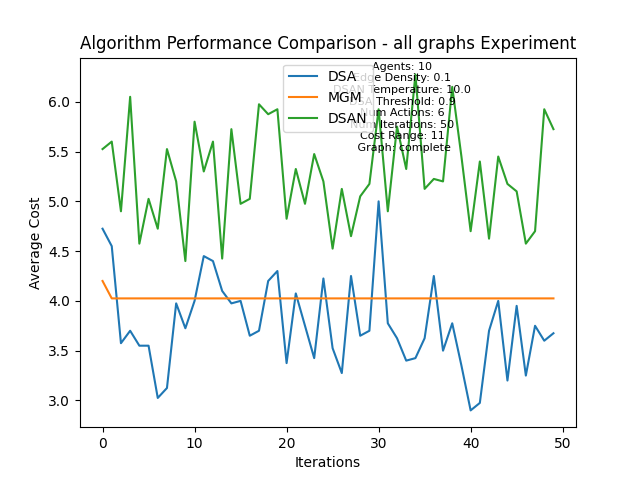 Algorithm Performance Comparison - all graphs Experiment
Agents: 10
Edge Density: 0.1
DSAN Temperature: 10.0
DSA Threshold: 0.9
Num Actions: 6
Num Iterations: 50
Cost Range: 11
Graph: complete
DSA
MGM
DSAN
6.0
5.5
5.0
4.5
4.0
3.5
3.0
Average Cost
0 10 20 30 40 50
Iterations